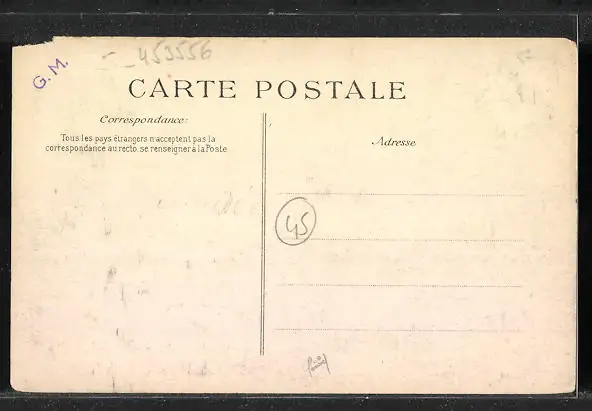 453556
G. M.
CARTE POSTALE
Correspondance:
Tous les pays étrangers n'acceptent pas la
correspondance au recto. se renseigner à la Poste
Adresse
45